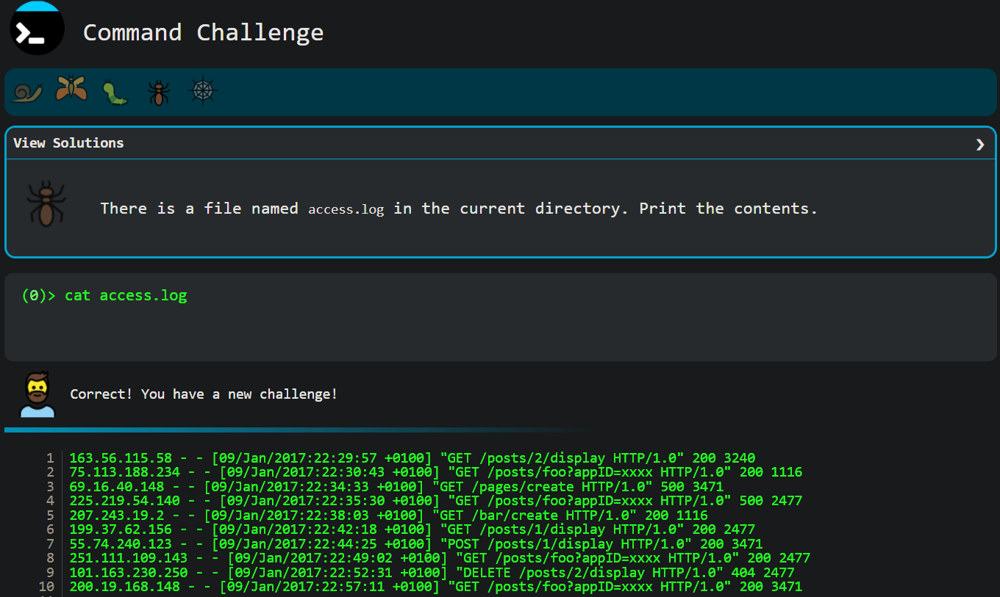 Command Challenge
View Solutions
There is a file named access.log in the current directory. Print the contents.
(0)> cat access.log
Correct! You have a new challenge!
1 163.56.115.58 - - [09/Jan/2017:22:29:57 +0100] "GET /posts/2/display HTTP/1.0" 200 3240
2 75.113.188.234 - - [09/Jan/2017:22:30:43 +0100] "GET /posts/foo?appID=xxxx HTTP/1.0" 200 1116
3 69.16.40.148 - - [09/Jan/2017:22:34:33 +0100] "GET /pages/create HTTP/1.0" 500 3471
4 225.219.54.140 - - [09/Jan/2017:22:35:30 +0100] "GET /posts/foo?appID=xxxx HTTP/1.0" 500 2477
5 207.243.19.2 - - [09/Jan/2017:22:38:03 +0100] "GET /bar/create HTTP/1.0" 200 1116
6 199.37.62.156 - - [09/Jan/2017:22:42:18 +0100] "GET /posts/1/display HTTP/1.0" 200 2477
7 55.74.240.123 - - [09/Jan/2017:22:44:25 +0100] "POST /posts/1/display HTTP/1.0" 200 3471
8 251.111.109.143 - - [09/Jan/2017:22:49:02 +0100] "GET /posts/foo?appID=xxxx HTTP/1.0" 200 2477
9 101.163.230.250 - - [09/Jan/2017:22:52:31 +0100] "DELETE /posts/2/display HTTP/1.0" 404 2477
10 200.19.168.148 - - [09/Jan/2017:22:57:11 +0100] "GET /posts/foo?appID=xxxx HTTP/1.0" 200 3471